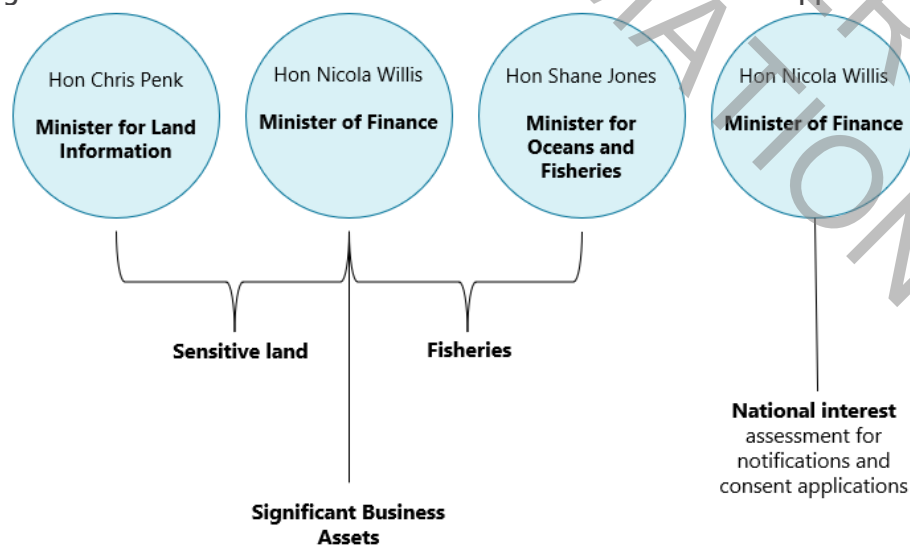 Hon Chris Penk
Minister for Land
Information
Hon Nicola Willis
Minister of Finance
Hon Shane Jones
Minister for
Oceans and
Fisheries
Hon Nicola Willis
Minister of Finance
Sensitive land
Fisheries
National interest
assessment for
notifications and
consent applications
Significant Business
Assets